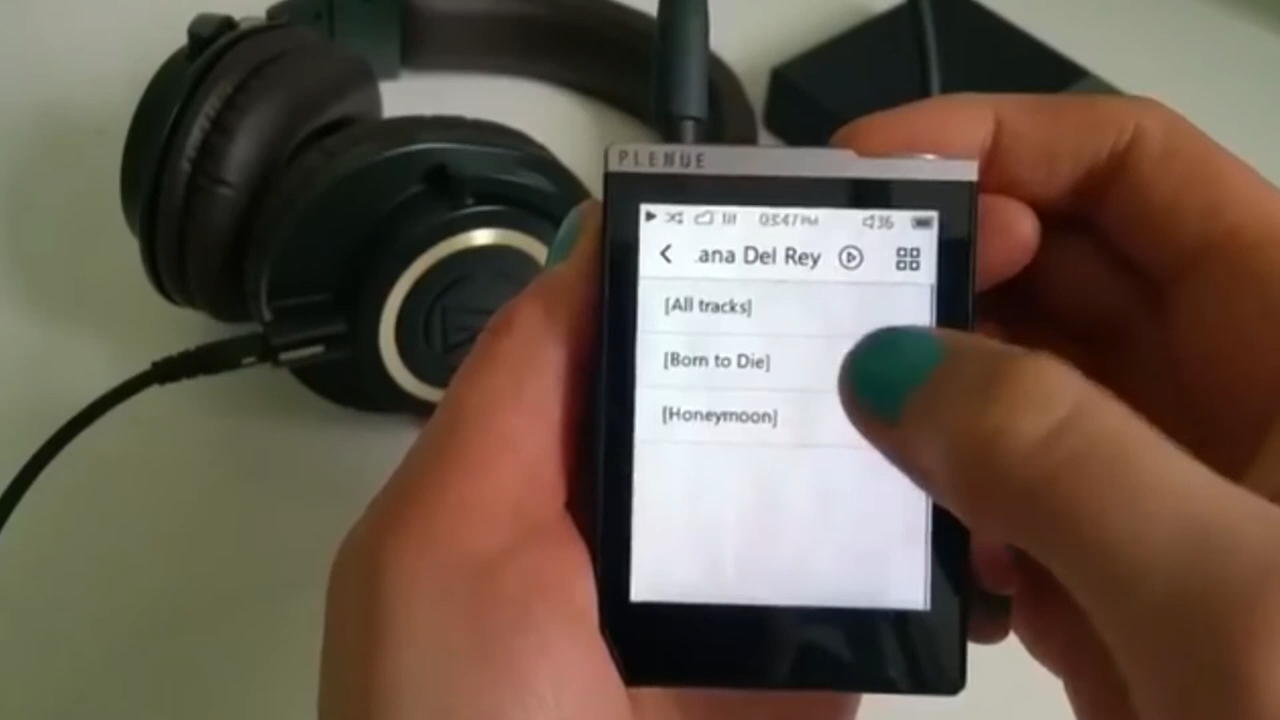 PLENUE
03:47PM 36
ana Del Rey
[All tracks]
[Born to Die]
[Honeymoon]